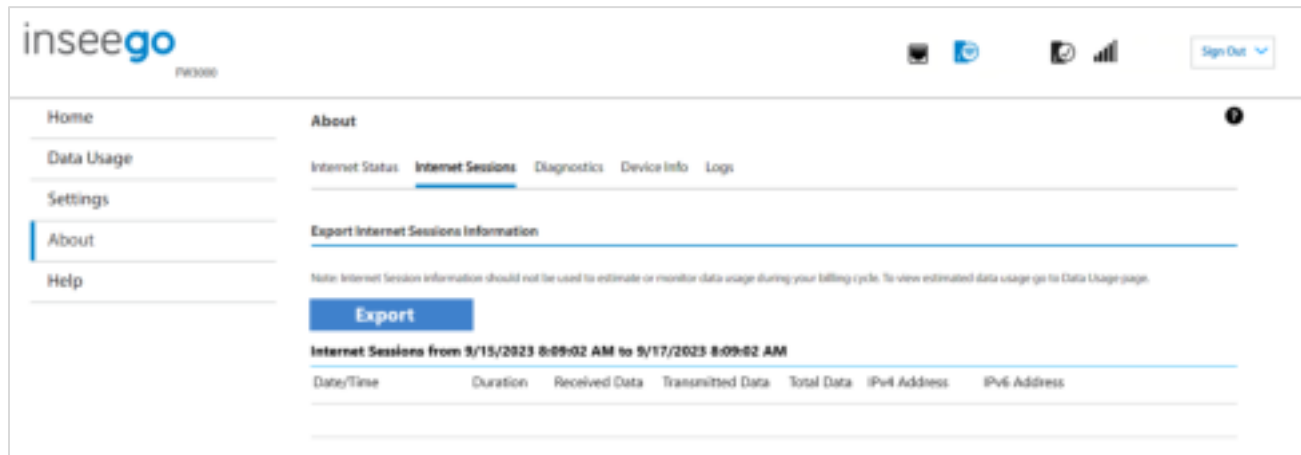 inseego
FW3000
Sign Out
Home
Data Usage
Settings
About
Help
About
Internet Status Internet Sessions Diagnostics Device Info Logs
Export Internet Sessions Information
Note: Internet Session information should not be used to estimate or monitor data usage during your billing cycle. To view estimated data usage go to Data Usage page.
Export
Internet Sessions from 9/15/2023 8:09:02 AM to 9/17/2023 8:09:02 AM
Date/Time Duration Received Data Transmitted Data Total Data IPv4 Address IPv6 Address